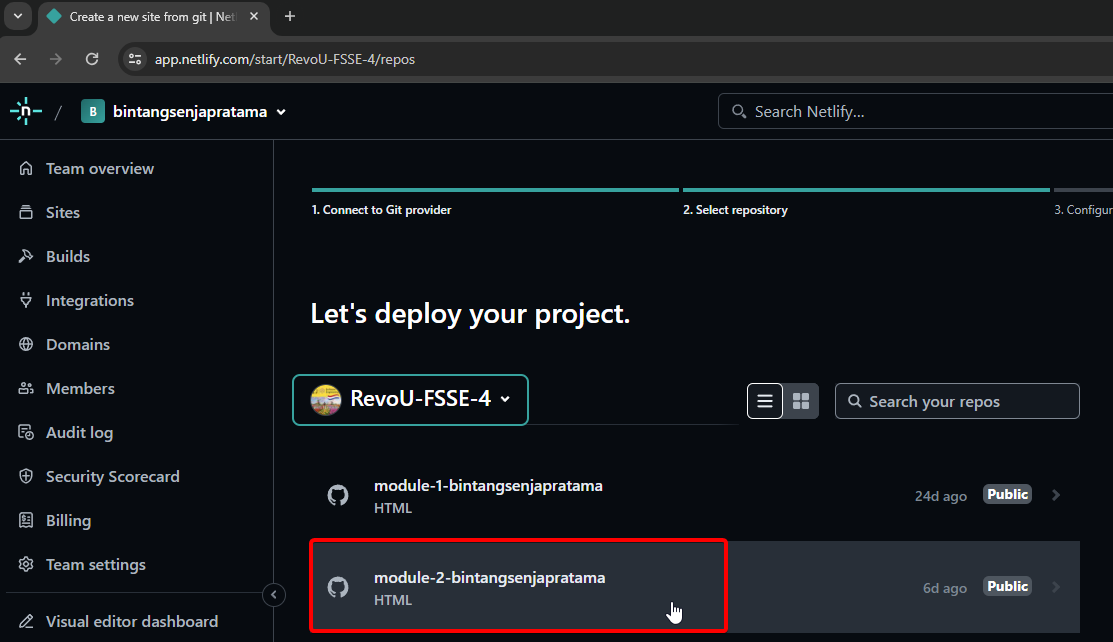 Create a new site from git | Net
app.netlify.com/start/RevoU-FSSE-4/repos
n / B bintangsenjapratama
Search Netlify...
Team overview
Sites
Builds
Integrations
Domains
Members
Audit log
Security Scorecard
Billing
Team settings
Visual editor dashboard
1. Connect to Git provider
2. Select repository
3. Configur
Let's deploy your project.
RevoU-FSSE-4
Search your repos
module-1-bintangsenjapratama
HTML
24d ago Public
module-2-bintangsenjapratama
HTML
6d ago Public